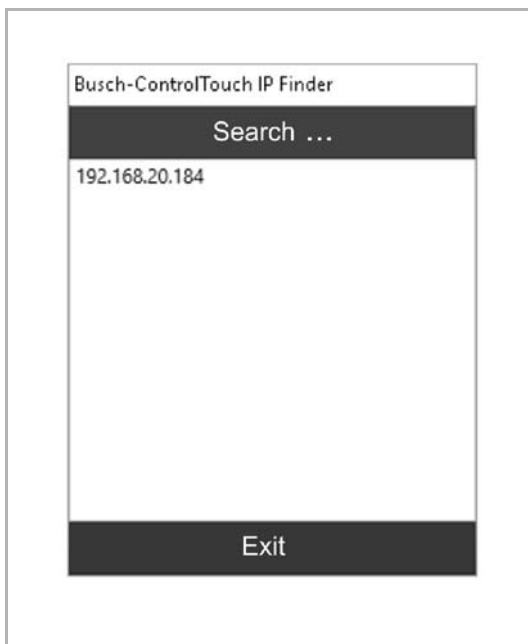 Busch-ControlTouch IP Finder
Search ...
192.168.20.184
Exit